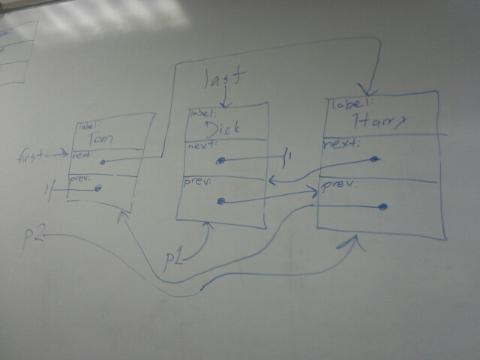 last
label:
Tom
first
next:
prev:
label:
Dick
next:
prev:
label:
Harry
next:
prev:
p2
p1